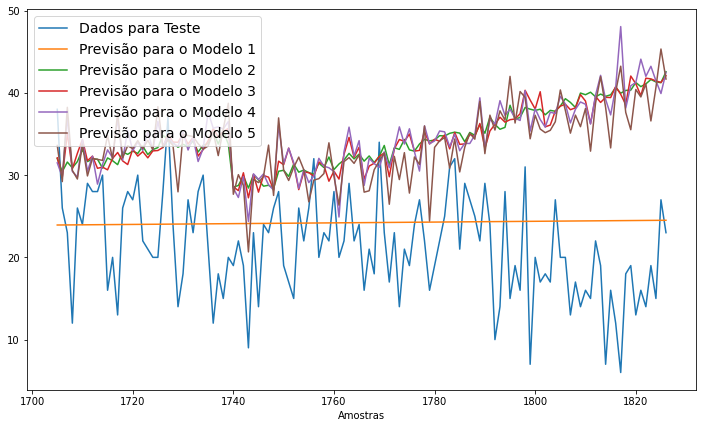 50
40
30
20
10
Dados para Teste
Previsão para o Modelo 1
Previsão para o Modelo 2
Previsão para o Modelo 3
Previsão para o Modelo 4
Previsão para o Modelo 5
1700 1720 1740 1760 1780 1800 1820
Amostras